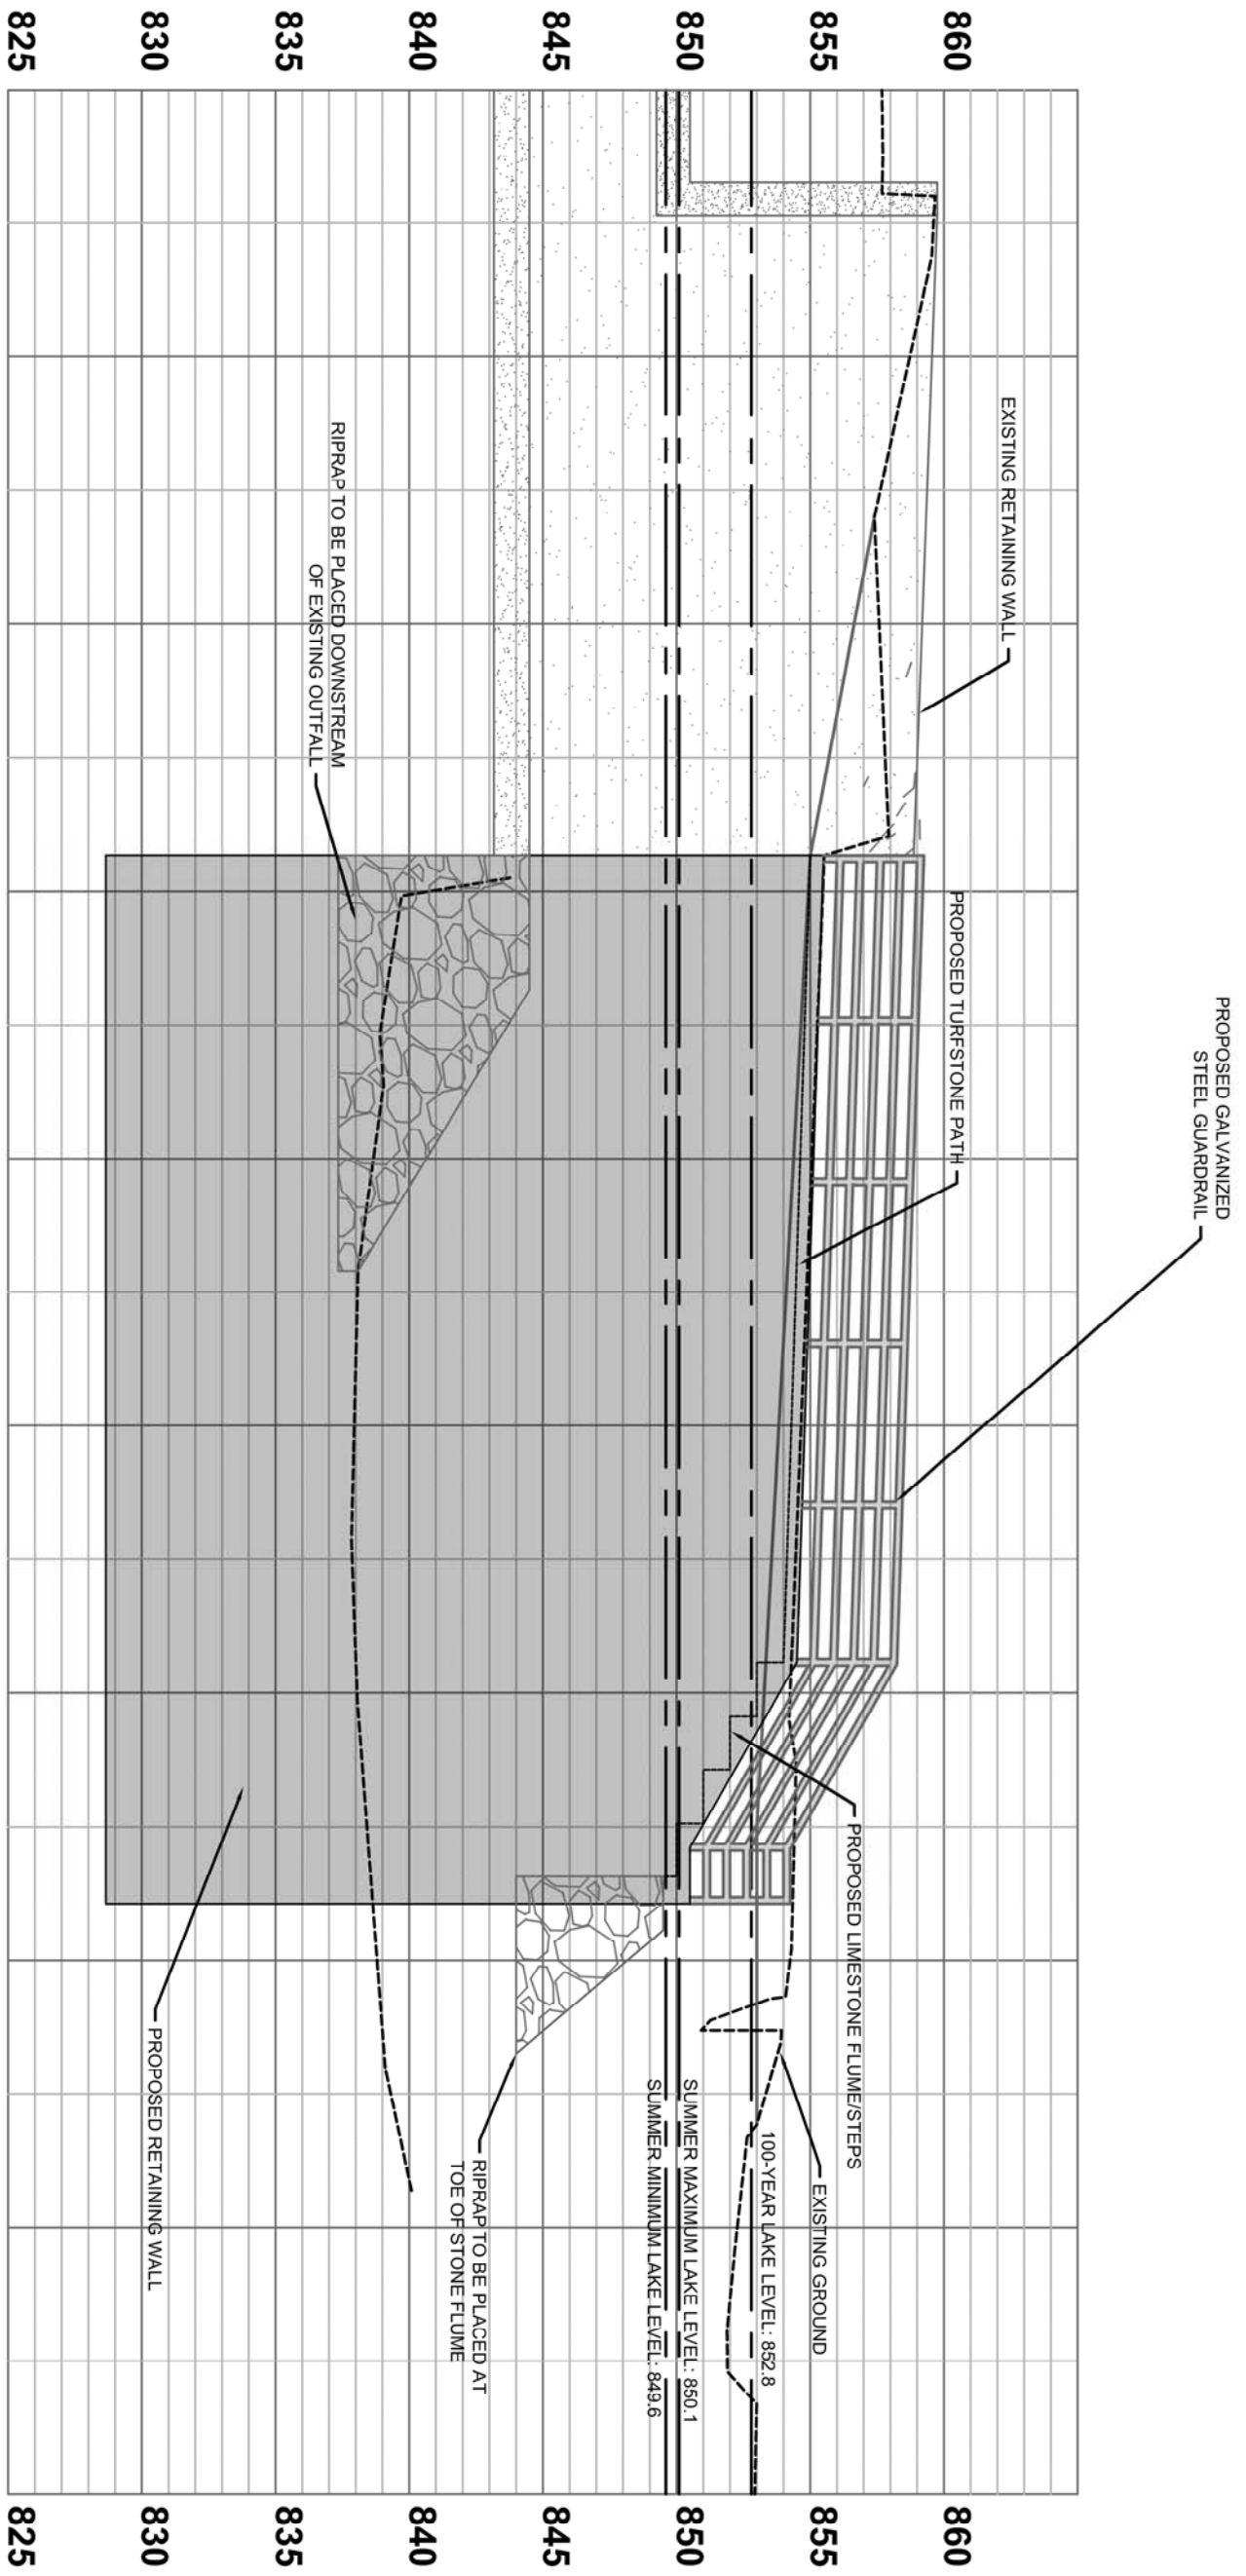 PROPOSED GALVANIZED
STEEL GUARDRAIL
EXISTING RETAINING WALL
PROPOSED TURFSTONE PATH
860
855
850
845
840
835
830
825
860
855
850
845
840
835
830
825
PROPOSED LIMESTONE FLUME/STEPS
EXISTING GROUND
100-YEAR LAKE LEVEL: 852.8
SUMMER MAXIMUM LAKE LEVEL: 850.1
SUMMER MINIMUM LAKE LEVEL: 849.6
RIPRAP TO BE PLACED DOWNSTREAM
OF EXISTING OUTFALL
RIPRAP TO BE PLACED AT
TOE OF STONE FLUME
PROPOSED RETAINING WALL